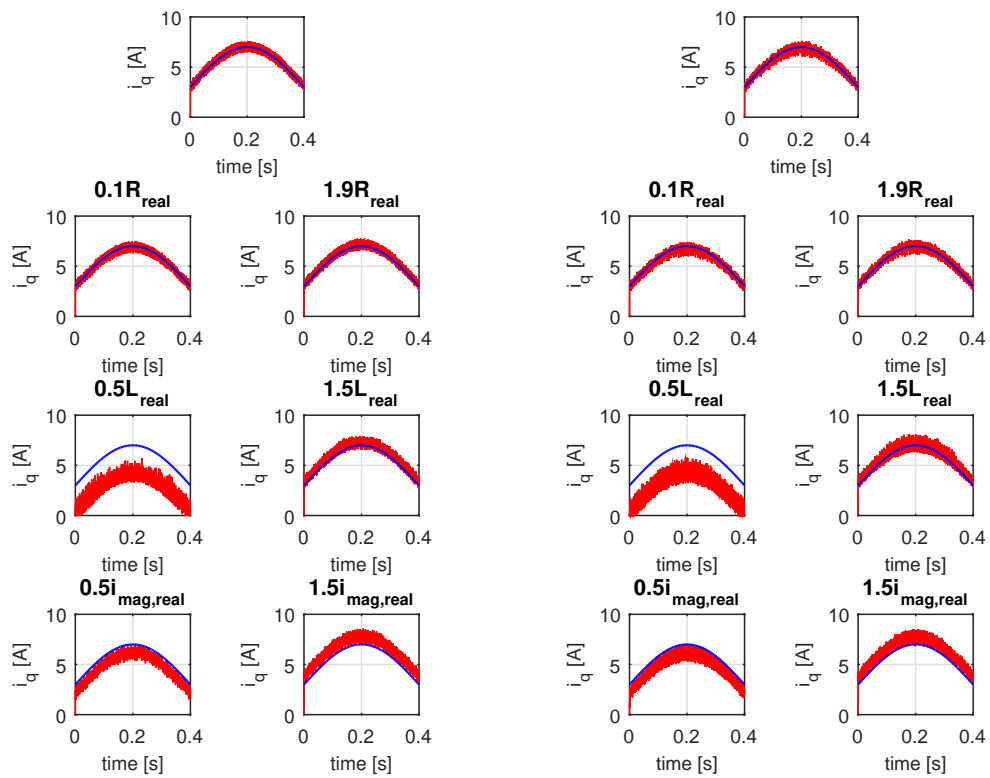 10
5
0
i_q [A]
0 0.2 0.4
time [s]
10
5
0
i_q [A]
0 0.2 0.4
time [s]
0.1R_real
10
5
0
i_q [A]
0 0.2 0.4
time [s]
1.9R_real
10
5
0
i_q [A]
0 0.2 0.4
time [s]
0.1R_real
10
5
0
i_q [A]
0 0.2 0.4
time [s]
1.9R_real
10
5
0
i_q [A]
0 0.2 0.4
time [s]
0.5L_real
10
5
0
i_q [A]
0 0.2 0.4
time [s]
1.5L_real
10
5
0
i_q [A]
0 0.2 0.4
time [s]
0.5L_real
10
5
0
i_q [A]
0 0.2 0.4
time [s]
1.5L_real
10
5
0
i_q [A]
0 0.2 0.4
time [s]
0.5i_mag,real
10
5
0
i_q [A]
0 0.2 0.4
time [s]
1.5i_mag,real
10
5
0
i_q [A]
0 0.2 0.4
time [s]
0.5i_mag,real
10
5
0
i_q [A]
0 0.2 0.4
time [s]
1.5i_mag,real
10
5
0
i_q [A]
0 0.2 0.4
time [s]